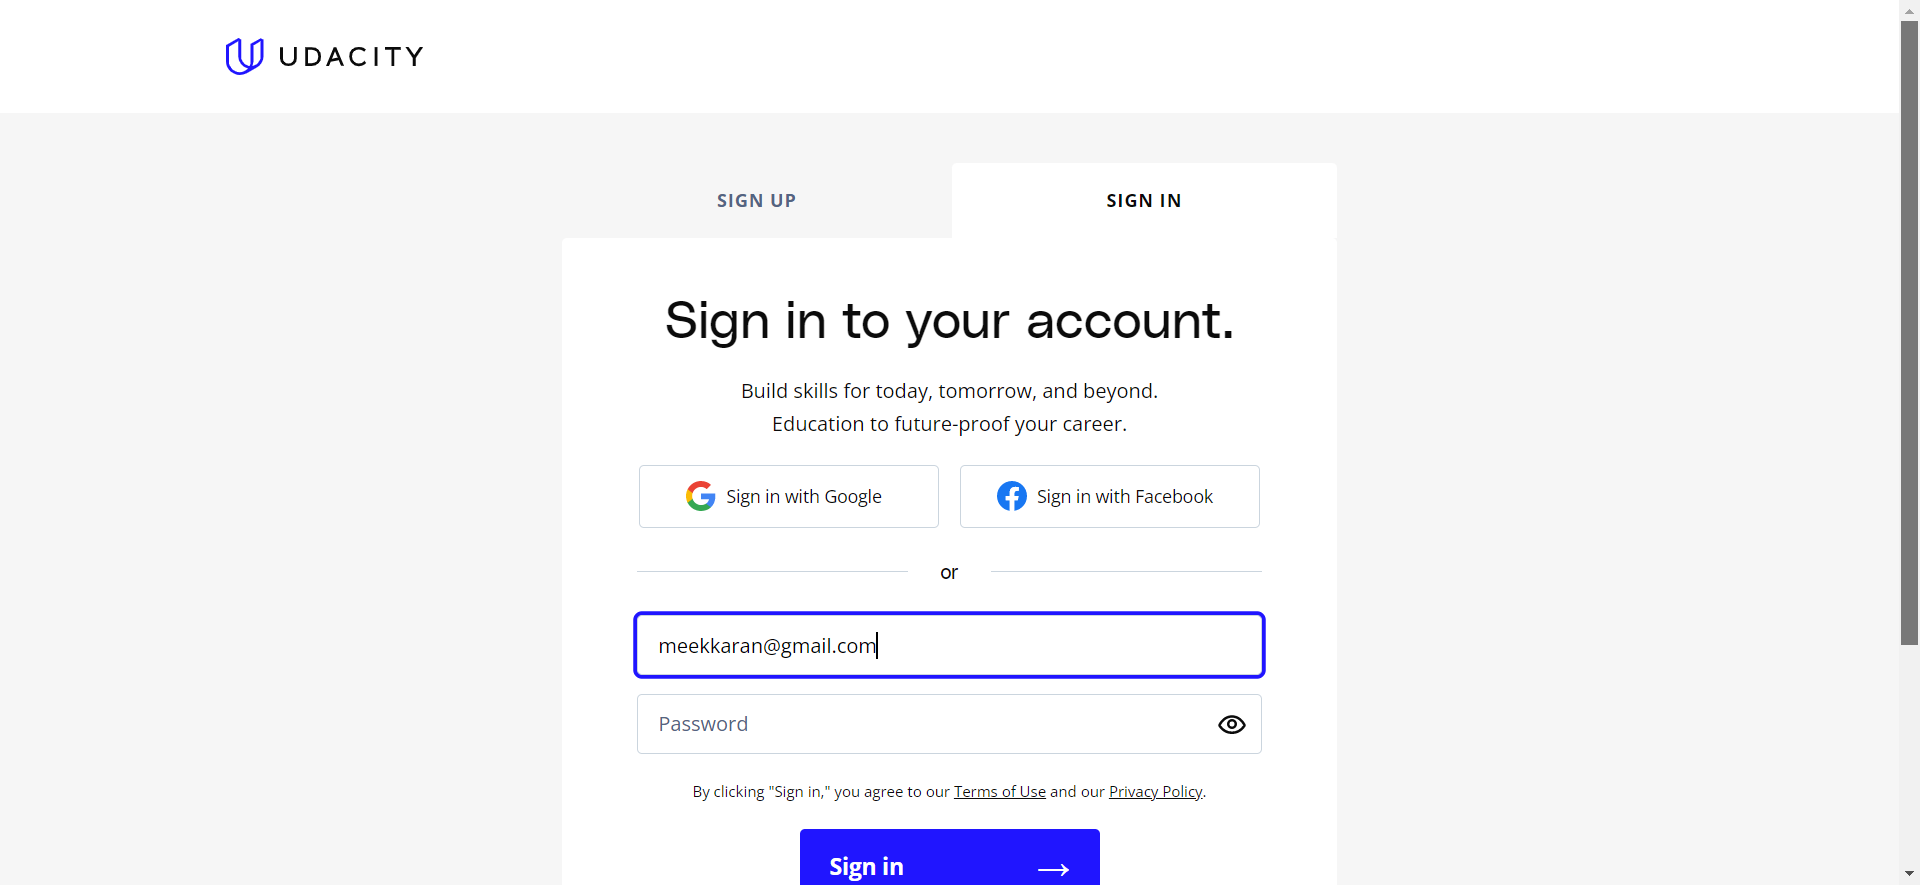 UDACITY
SIGN UP
SIGN IN
Sign in to your account.
Build skills for today, tomorrow, and beyond.
Education to future-proof your career.
Sign in with Google
Sign in with Facebook
or
meekkaran@gmail.com
Password
By clicking "Sign in," you agree to our Terms of Use and our Privacy Policy.
Sign in